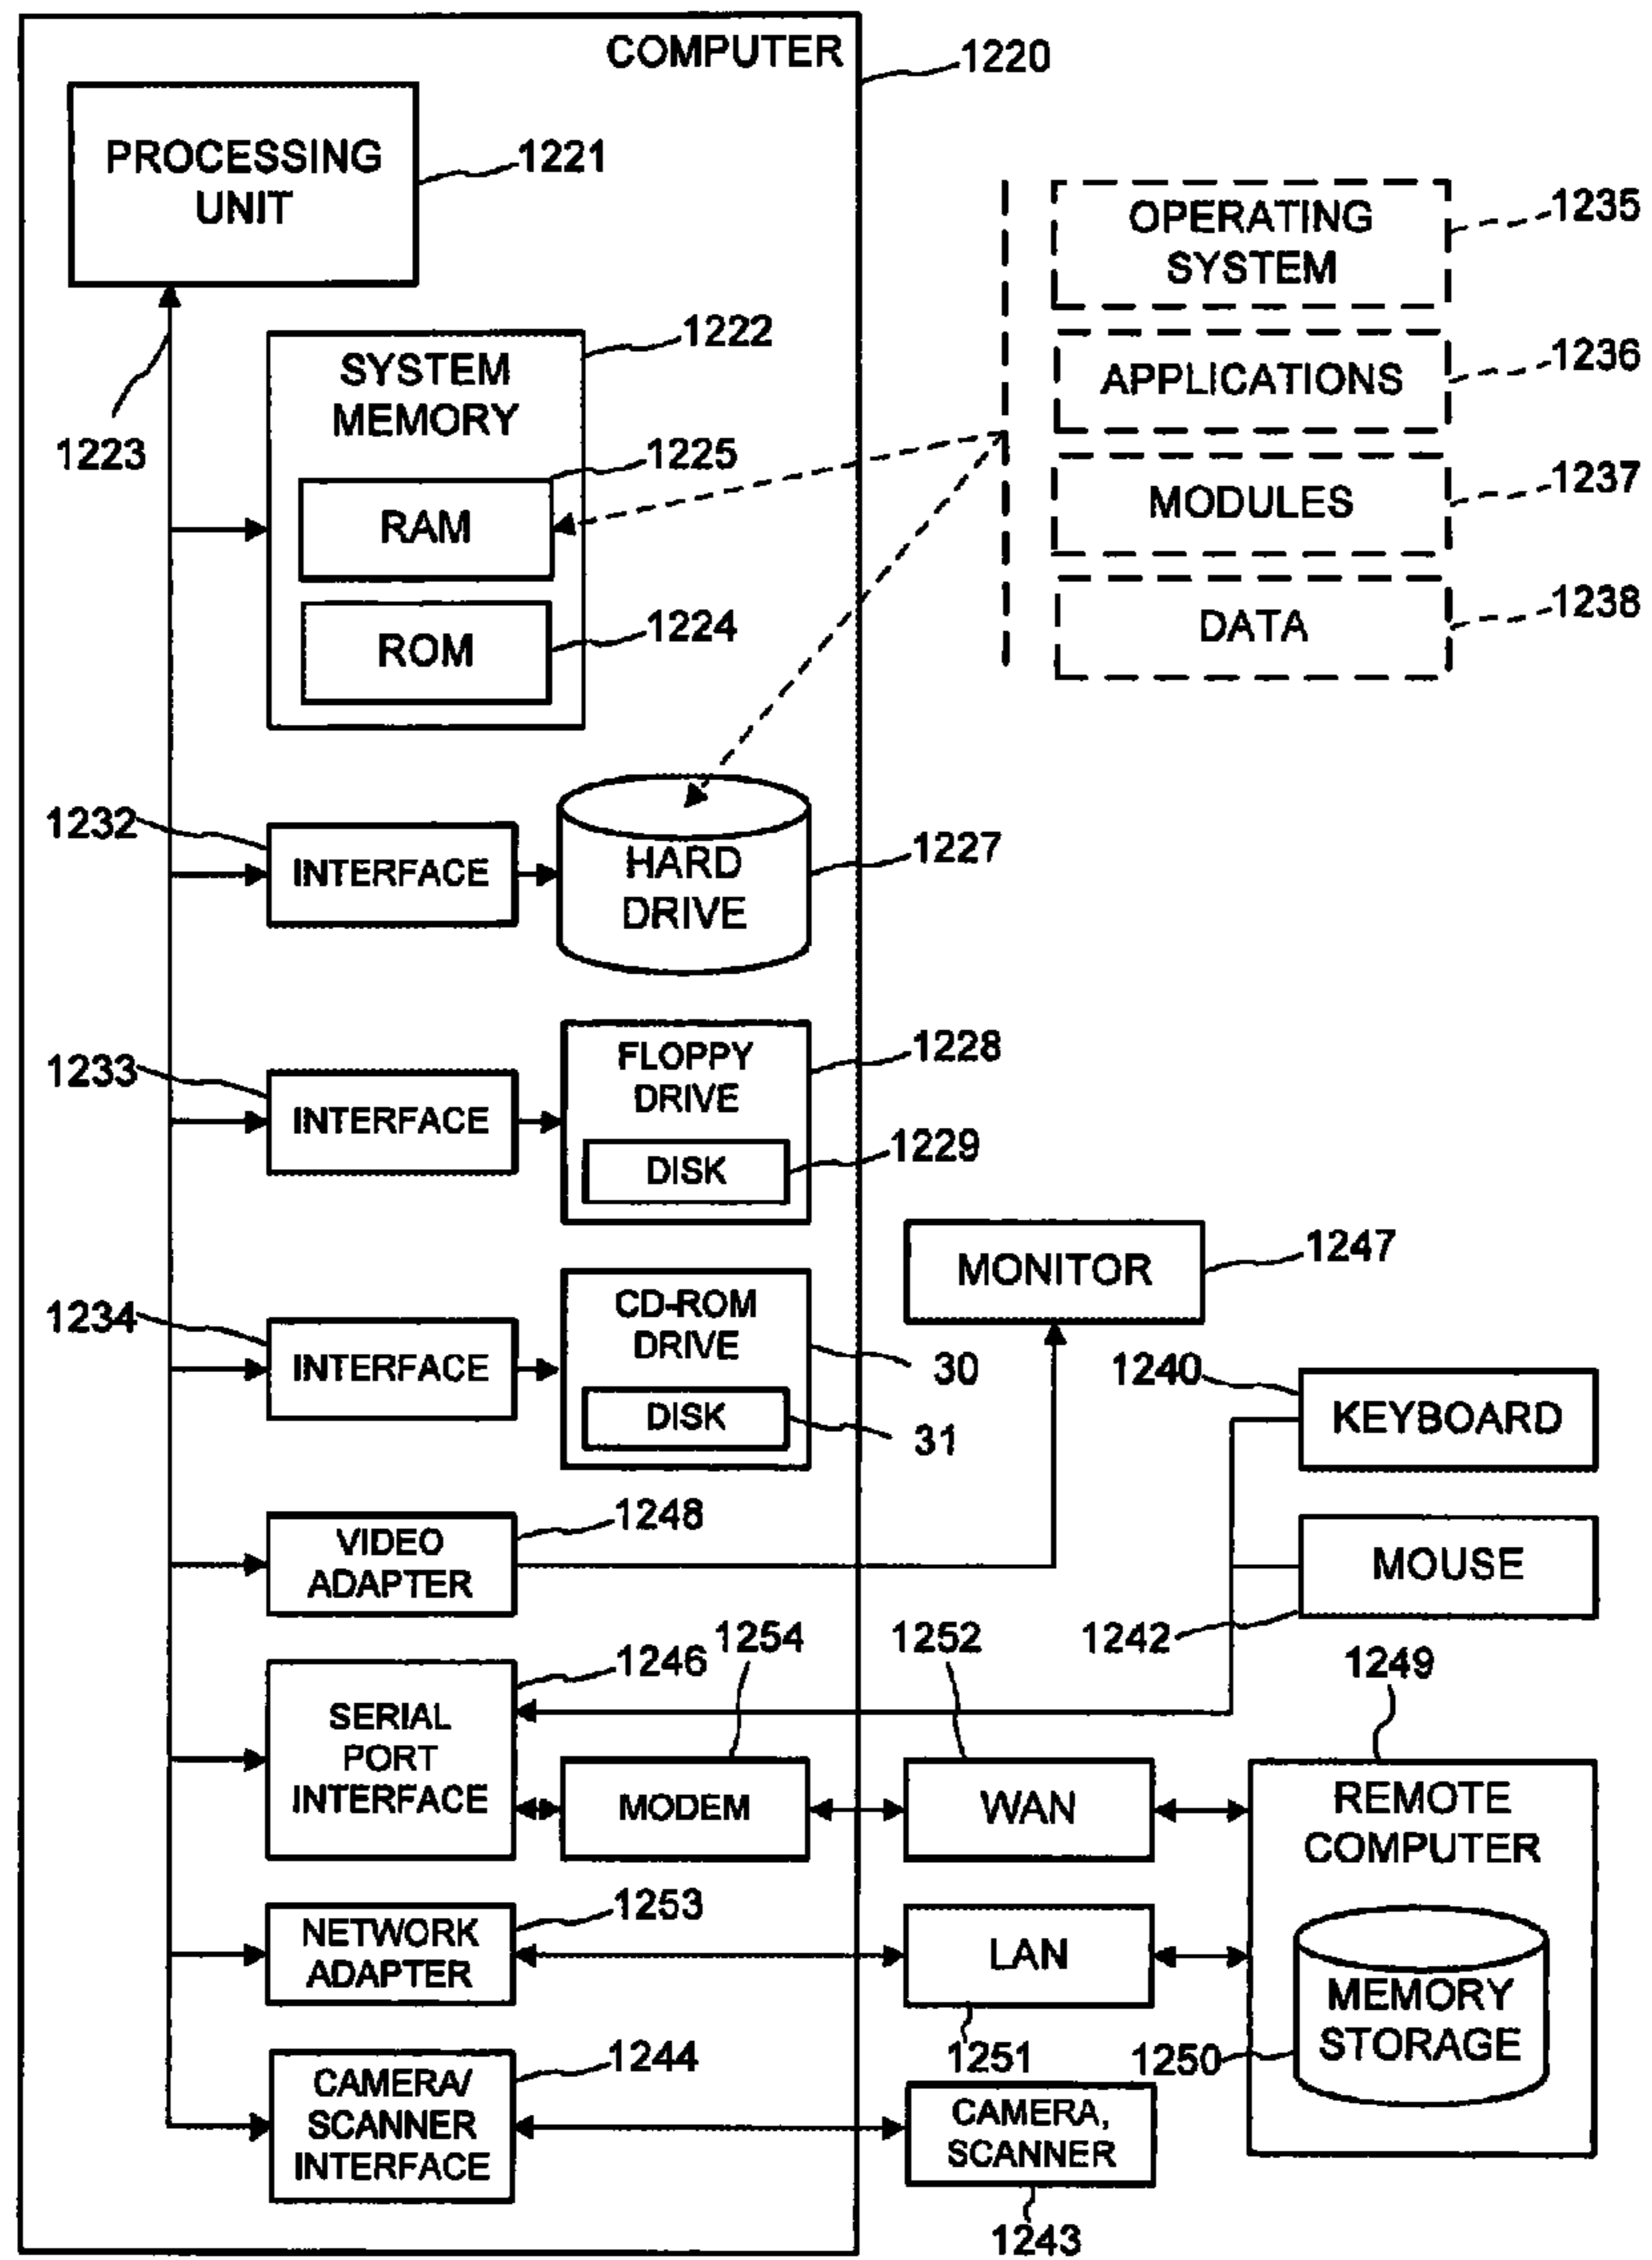 COMPUTER
1220
PROCESSING
UNIT
1221
1223
SYSTEM
MEMORY
1222
RAM
1225
ROM
1224
OPERATING
SYSTEM
1235
APPLICATIONS
1236
MODULES
1237
DATA
1238
1232
INTERFACE
HARD
DRIVE
1227
1233
INTERFACE
FLOPPY
DRIVE
1228
DISK
1229
1234
INTERFACE
CD-ROM
DRIVE
30
DISK
31
MONITOR
1247
1240
KEYBOARD
MOUSE
1242
VIDEO
ADAPTER
1248
SERIAL
PORT
INTERFACE
1246
1254
MODEM
1252
WAN
1249
REMOTE
COMPUTER
MEMORY
STORAGE
1250
NETWORK
ADAPTER
1253
LAN
1251
CAMERA/
SCANNER
INTERFACE
1244
CAMERA,
SCANNER
1243